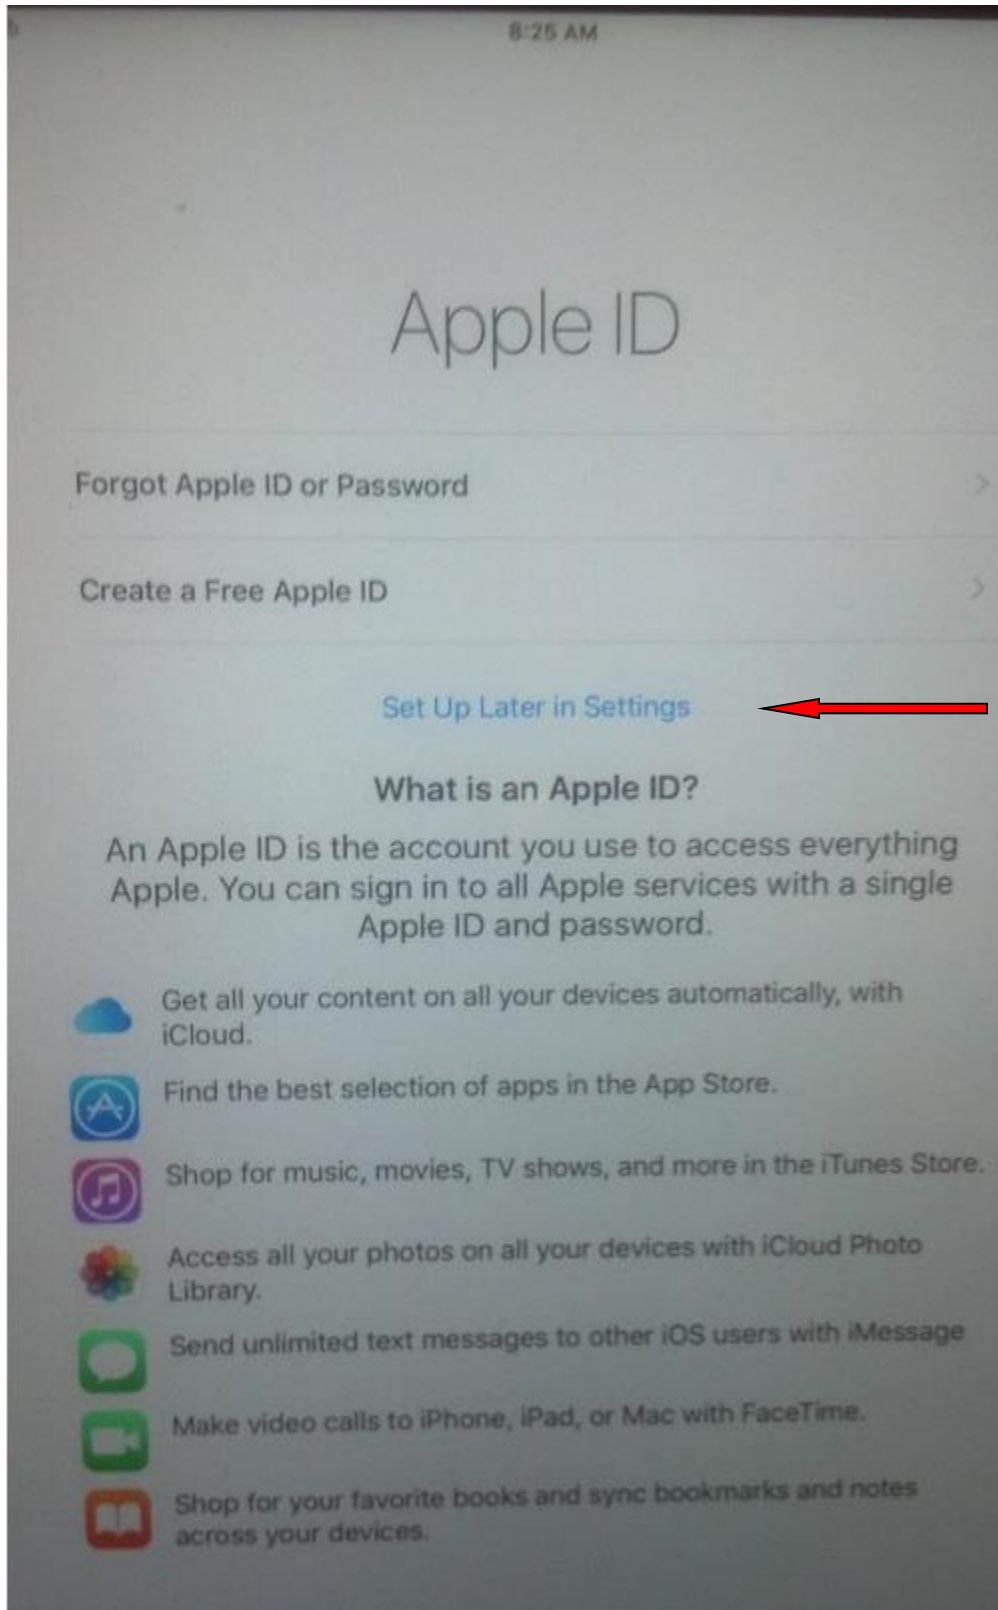 8:25 AM
Apple ID
Forgot Apple ID or Password
Create a Free Apple ID
Set Up Later in Settings
What is an Apple ID?
An Apple ID is the account you use to access everything
Apple. You can sign in to all Apple services with a single
Apple ID and password.
Get all your content on all your devices automatically, with
iCloud.
Find the best selection of apps in the App Store.
Shop for music, movies, TV shows, and more in the iTunes Store.
Access all your photos on all your devices with iCloud Photo
Library.
Send unlimited text messages to other iOS users with iMessage
Make video calls to iPhone, iPad, or Mac with FaceTime.
Shop for your favorite books and sync bookmarks and notes
across your devices.